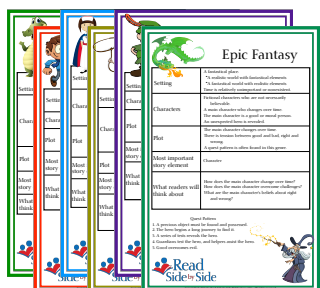 Epic Fantasy
Setting
A fantastical place.
*A realistic world with fantastical elements
*A fantastical world with realistic elements
Time is indeterminate or nonexistent
Characters
Fictional characters who are not necessarily
believable
A main character who changes over time.
The main character is a good or moral person
An unexpected hero is revealed
Plot
The main character changes over time.
There is tension between good and bad, right and
wrong
A quest pattern is often found in this genre.
Most important
story element
Character
What readers will
think about
How does the main character change over time?
How does the main character overcome challenges?
What are the main character's beliefs about right
and wrong?
Quest Pattern
1. A precious object must be found and possessed.
2. The hero begins a long journey to find it.
3. A series of tests reveals the hero.
4. Guardians test the hero, and helpers assist the hero.
5. Good overcomes evil.
Read
Side by Side
Plot
Most
story
What
think
Side